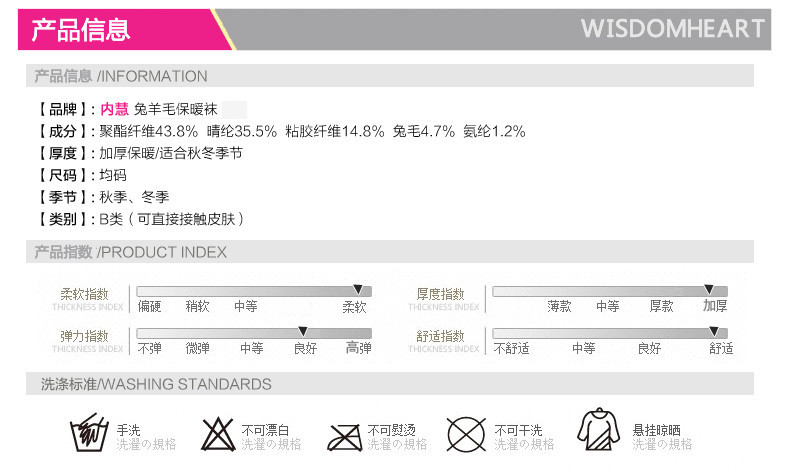 产品信息
WISDOMHEART
产品信息 /INFORMATION
【品牌】: 内慧 兔羊毛保暖袜
【成分】: 聚酯纤维43.8% 晴纶35.5% 粘胶纤维14.8% 兔毛4.7% 氨纶1.2%
【厚度】: 加厚保暖/适合秋冬季节
【尺码】: 均码
【季节】: 秋季、冬季
【类别】: B类（可直接接触皮肤）
产品指数 /PRODUCT INDEX
柔软指数
THICKNESS INDEX
偏硬 稍软 中等 柔软
厚度指数
THICKNESS INDEX
薄款 中等 厚款 加厚
弹力指数
THICKNESS INDEX
不弹 微弹 中等 良好 高弹
舒适指数
THICKNESS INDEX
不舒适 中等 良好 舒适
洗涤标准/WASHING STANDARDS
手洗
洗濯の規格
不可漂白
洗濯の規格
不可熨烫
洗濯の規格
不可干洗
洗濯の規格
悬挂晾晒
洗濯の規格